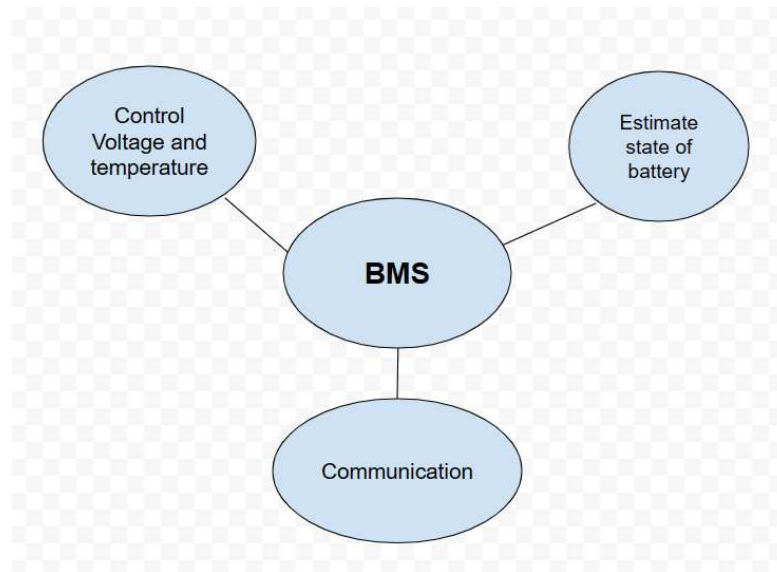 Control
Voltage and
temperature
Estimate
state of
battery
BMS
Communication